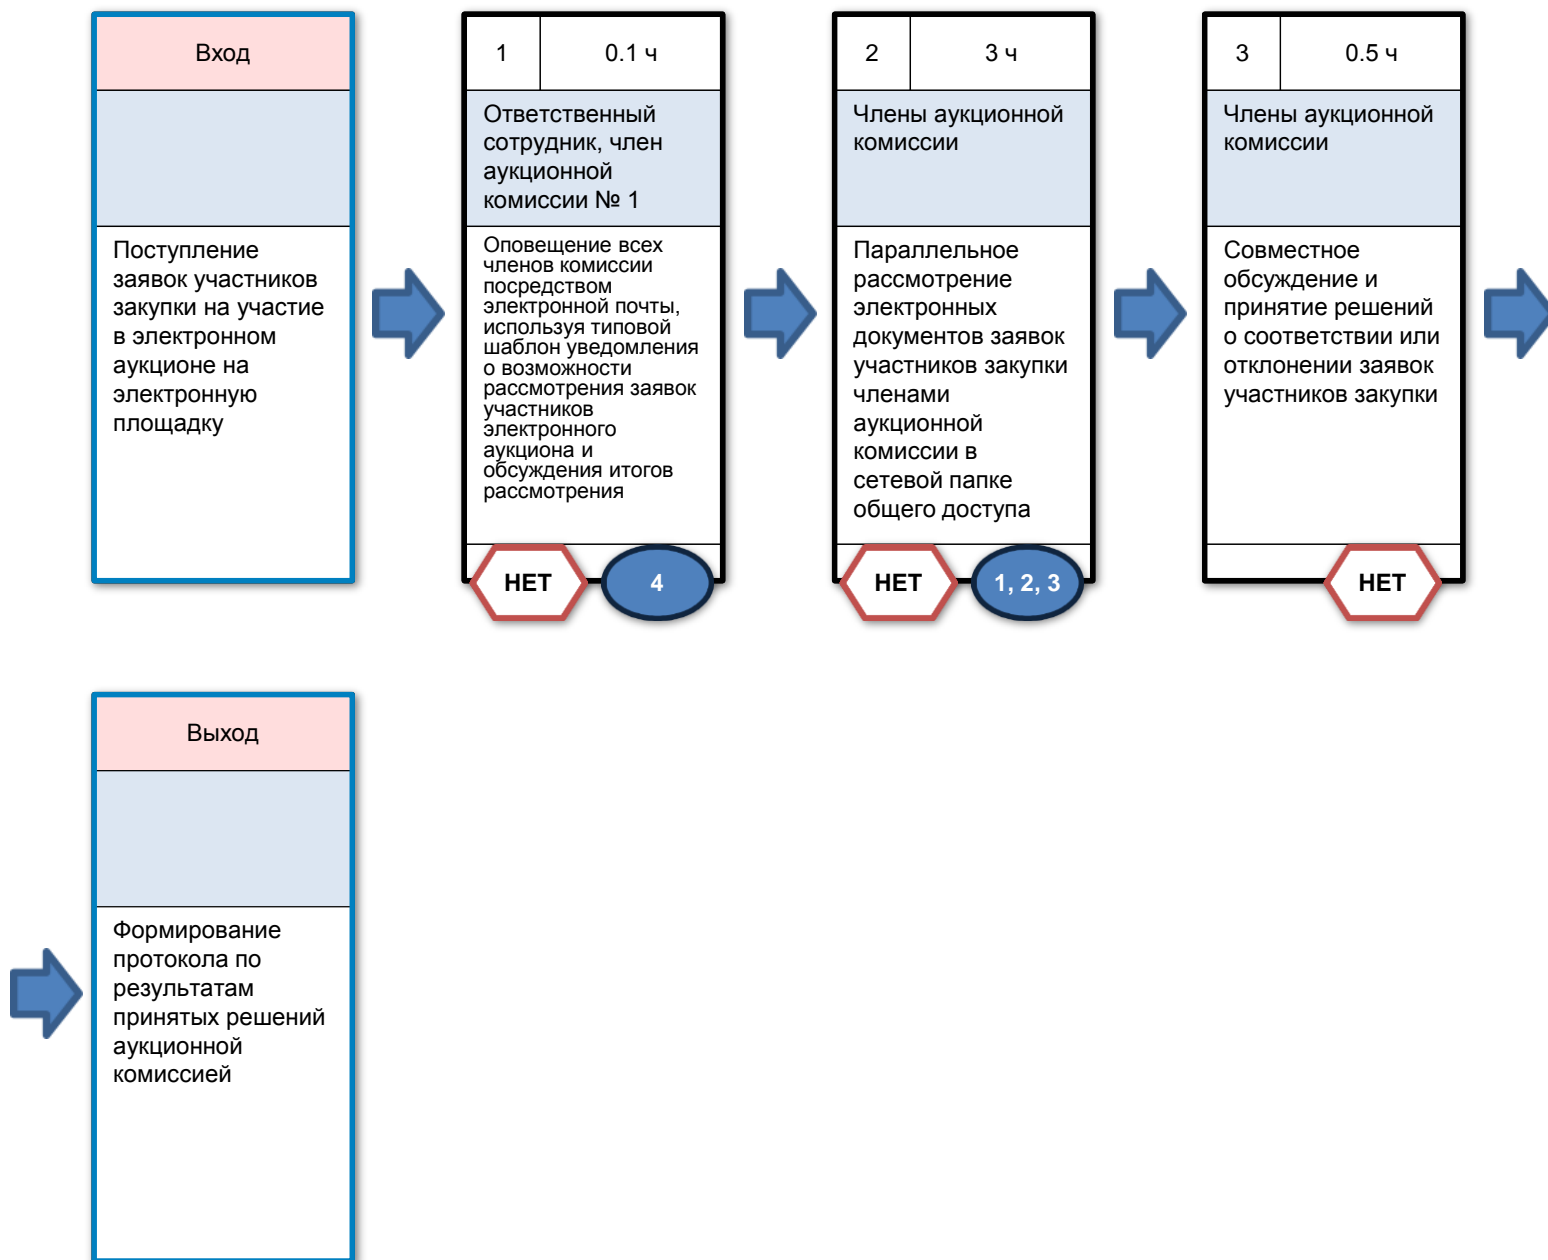 Вход
Поступление
заявок участников
закупки на участие
в электронном
аукционе на
электронную
площадку
1
0.1 ч
Ответственный
сотрудник, член
аукционной
комиссии № 1
Оповещение всех
членов комиссии
посредством
электронной почты,
используя типовой
шаблон уведомления
о возможности
рассмотрения заявок
участников
электронного
аукциона и
обсуждения итогов
рассмотрения
НЕТ
4
2
3 ч
Члены аукционной
комиссии
Параллельное
рассмотрение
электронных
документов заявок
участников закупки
членами
аукционной
комиссии в
сетевой папке
общего доступа
НЕТ
1, 2, 3
3
0.5 ч
Члены аукционной
комиссии
Совместное
обсуждение и
принятие решений
о соответствии или
отклонении заявок
участников закупки
НЕТ
Выход
Формирование
протокола по
результатам
принятых решений
аукционной
комиссией